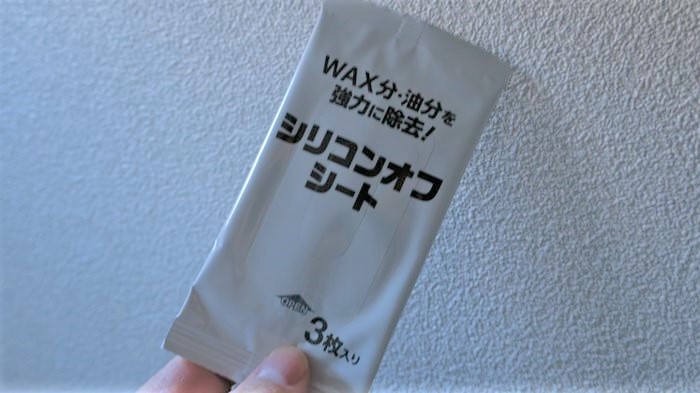 WAX分・油分を
強力に除去!
シリコンオフ
シート
OPEN
3枚入り